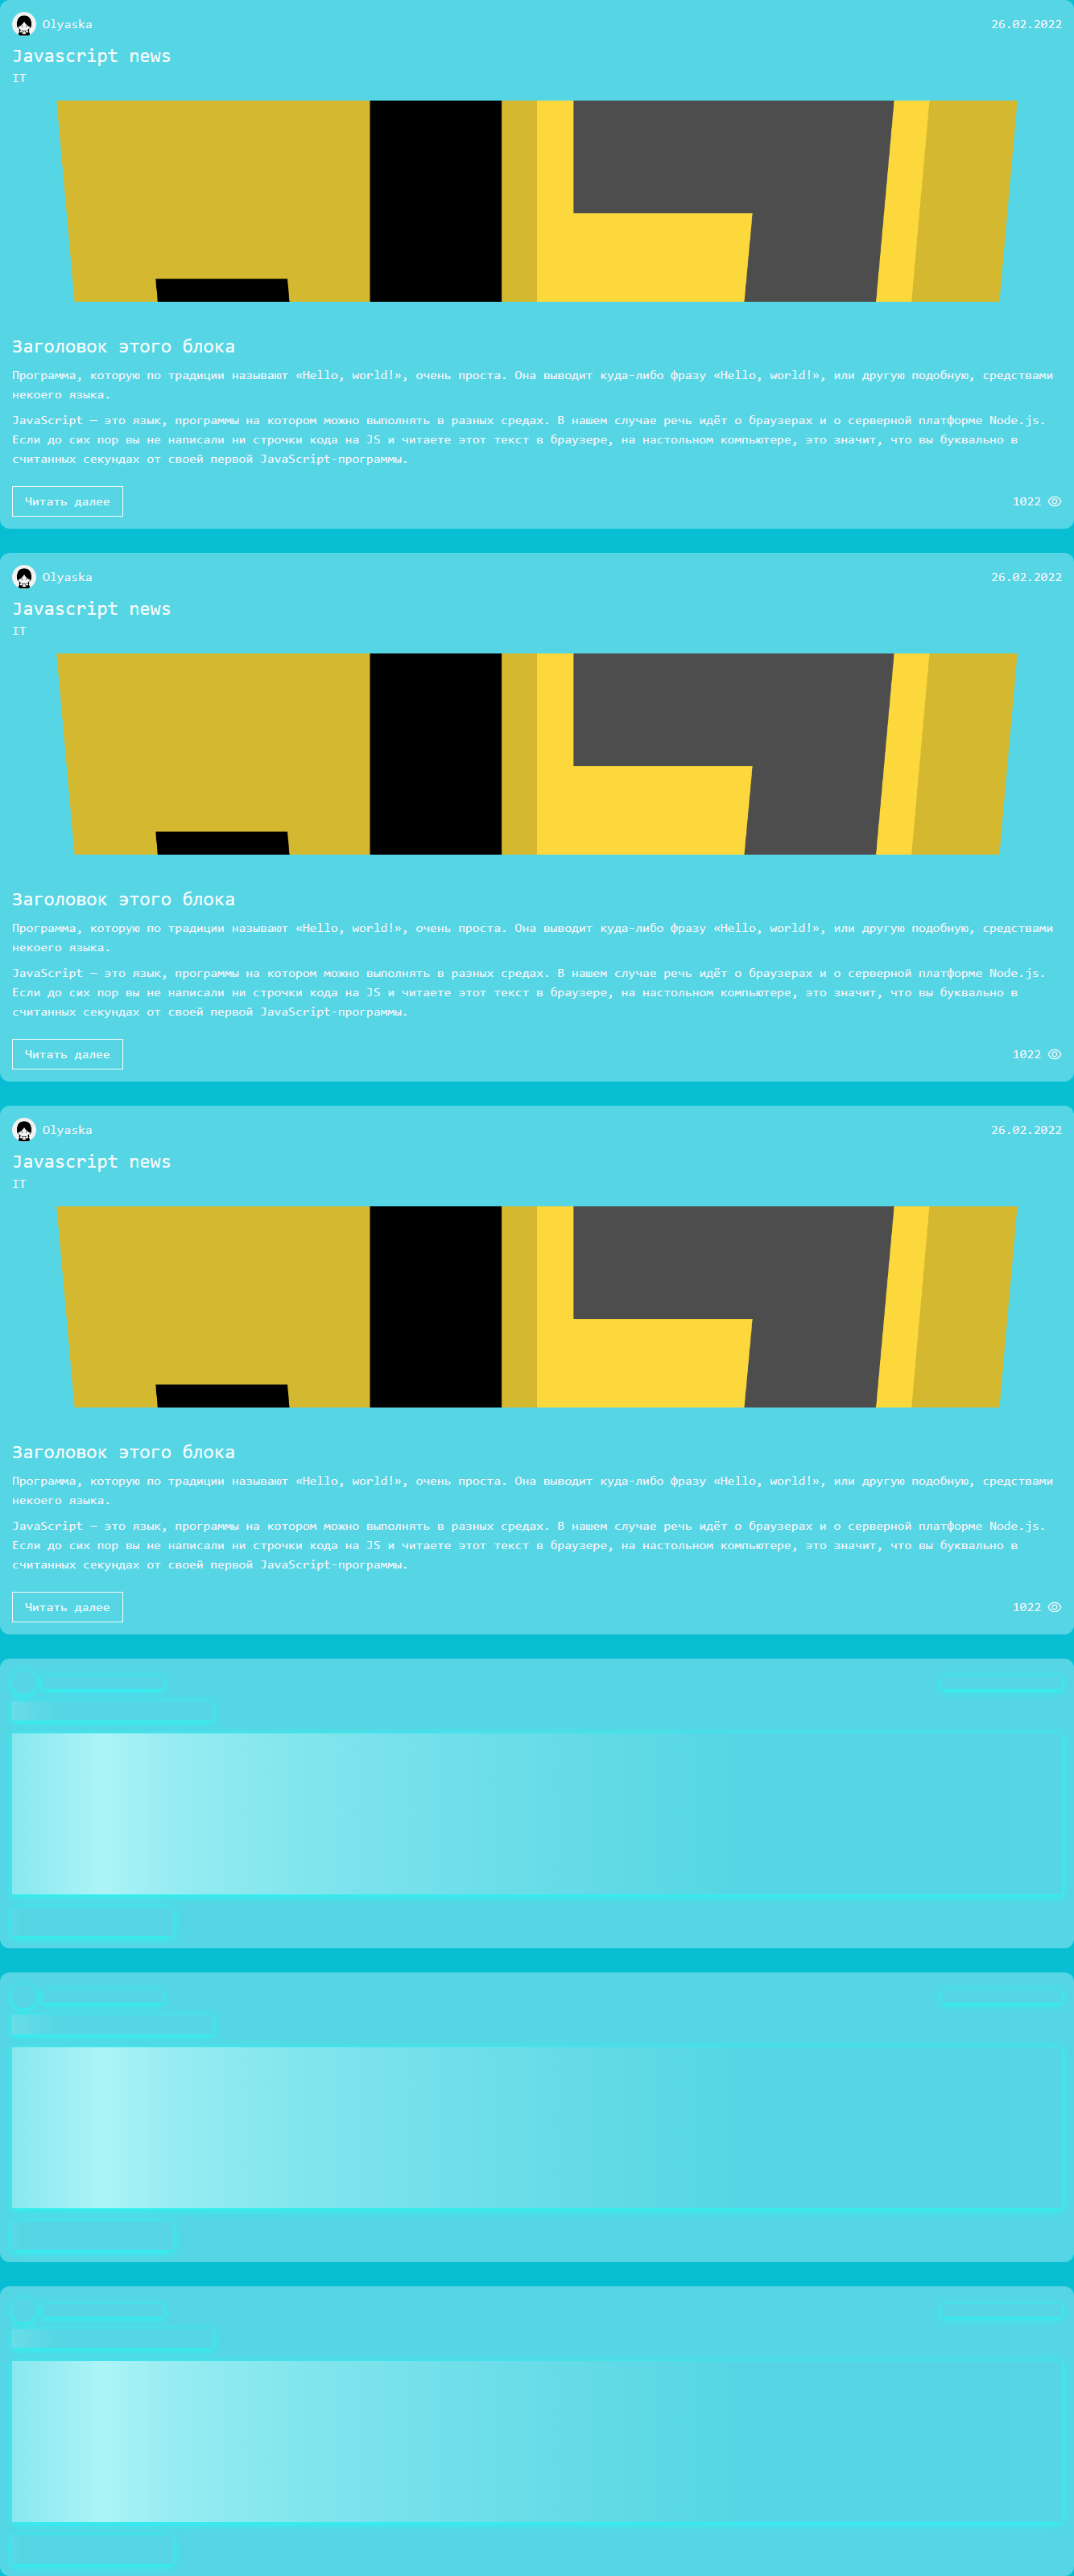 Olyaska 26.02.2022
Javascript news
IT
Заголовок этого блока
Программа, которую по традиции называют «Hello, world!», очень проста. Она выводит куда-либо фразу «Hello, world!», или другую подобную, средствами
некоего языка.
JavaScript — это язык, программы на котором можно выполнять в разных средах. В нашем случае речь идёт о браузерах и о серверной платформе Node.js.
Если до сих пор вы не написали ни строчки кода на JS и читаете этот текст в браузере, на настольном компьютере, это значит, что вы буквально в
считанных секундах от своей первой JavaScript-программы.
Читать далее 1022
Olyaska 26.02.2022
Javascript news
IT
Заголовок этого блока
Программа, которую по традиции называют «Hello, world!», очень проста. Она выводит куда-либо фразу «Hello, world!», или другую подобную, средствами
некоего языка.
JavaScript — это язык, программы на котором можно выполнять в разных средах. В нашем случае речь идёт о браузерах и о серверной платформе Node.js.
Если до сих пор вы не написали ни строчки кода на JS и читаете этот текст в браузере, на настольном компьютере, это значит, что вы буквально в
считанных секундах от своей первой JavaScript-программы.
Читать далее 1022
Olyaska 26.02.2022
Javascript news
IT
Заголовок этого блока
Программа, которую по традиции называют «Hello, world!», очень проста. Она выводит куда-либо фразу «Hello, world!», или другую подобную, средствами
некоего языка.
JavaScript — это язык, программы на котором можно выполнять в разных средах. В нашем случае речь идёт о браузерах и о серверной платформе Node.js.
Если до сих пор вы не написали ни строчки кода на JS и читаете этот текст в браузере, на настольном компьютере, это значит, что вы буквально в
считанных секундах от своей первой JavaScript-программы.
Читать далее 1022